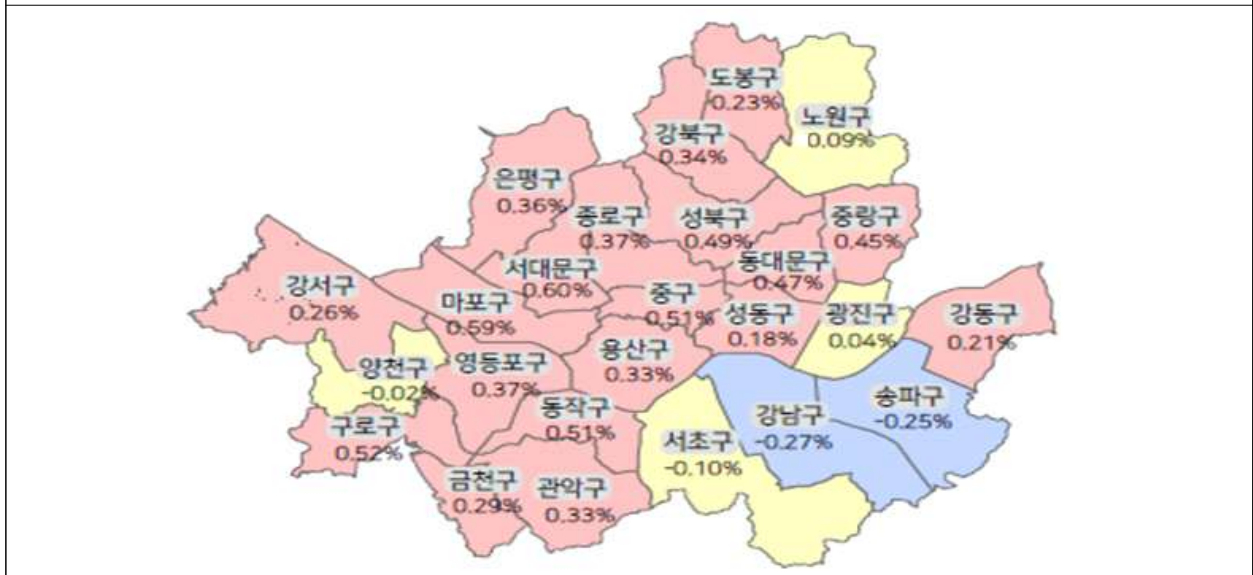 도봉구
0.23%
노원구
0.09%
강북구
0.34%
은평구
0.36%
종로구
0.37%
성북구
0.49%
중랑구
0.45%
동대문구
0.47%
서대문구
0.60%
강서구
0.26%
마포구
0.59%
중구
0.51%
성동구
0.18%
광진구
0.04%
강동구
0.21%
양천구
-0.02%
영등포구
0.37%
용산구
0.33%
동작구
0.51%
구로구
0.52%
서초구
-0.10%
강남구
-0.27%
송파구
-0.25%
금천구
0.29%
관악구
0.33%